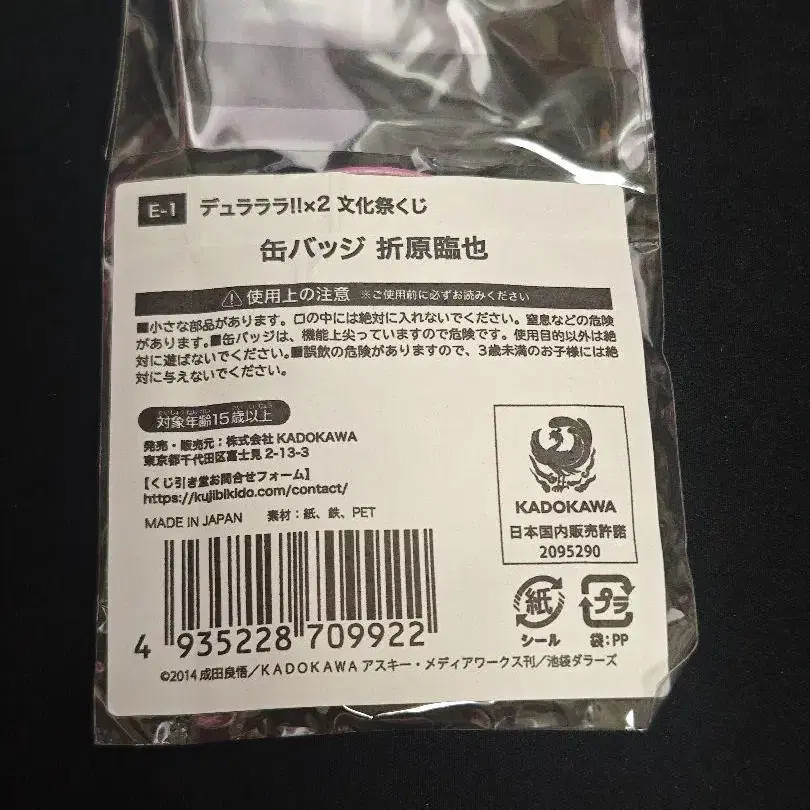 E-1 デュラララ!!×2 文化祭くじ
缶バッジ 折原臨也
⚠使用上の注意 ※ご使用前に必ずお読みください
■小さな部品があります。口の中には絶対に入れないでください。窒息などの危険
があります。■缶バッジは、機能上尖っていますので危険です。使用目的以外は絶
対に遊ばないでください。■誤飲の危険がありますので、3歳未満のお子様には絶
対に与えないでください。
対象年齢15歳以上
発売・販売元：株式会社 KADOKAWA
東京都千代田区富士見 2-13-3
【くじ引き堂お問合せフォーム】
https://kujibikido.com/contact/
MADE IN JAPAN 素材：紙、鉄、PET
KADOKAWA
日本国内販売許諾
2095290
4 935228 709922
紙
シール
プラ
袋：PP
©2014 成田良悟／KADOKAWA アスキー・メディアワークス刊／池袋ダラーズ